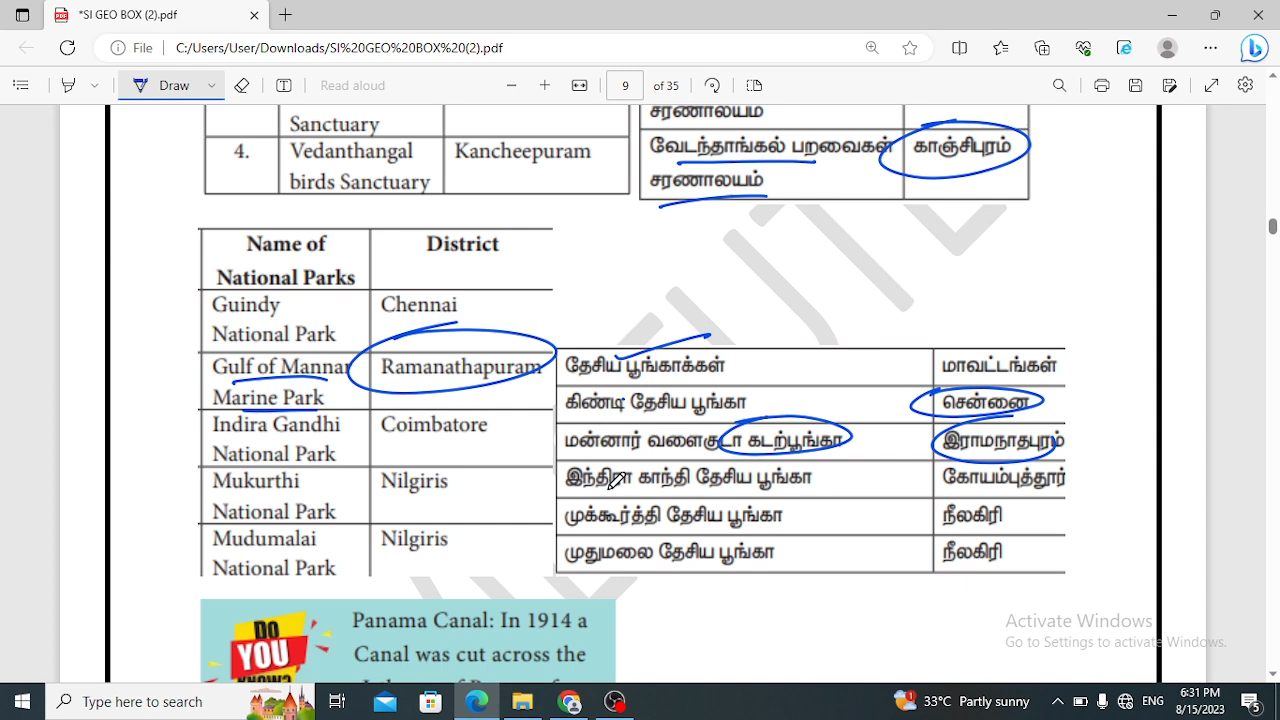 *SI GEO BOX (2).pdf
File
C:/Users/User/Downloads/SI%20GEO%20BOX%20(2).pdf
Draw
Read aloud
9
of 35
Sanctuary
சரணாலயம்
4.
Vedanthangal
birds Sanctuary
Kancheepuram
வேடந்தாங்கல் பறவைகள்
சரணாலயம்
காஞ்சிபுரம்
Name of
National Parks
District
Guindy
National Park
Chennai
Gulf of Mannar
Marine Park
Ramanathapuram
Indira Gandhi
National Park
Coimbatore
Mukurthi
National Park
Nilgiris
Mudumalai
National Park
Nilgiris
தேசிய பூங்காக்கள்
மாவட்டங்கள்
கிண்டி தேசிய பூங்கா
சென்னை
மன்னார் வளைகுடா கடற்பூங்கா
இராமநாதபுரம்
இந்திரா காந்தி தேசிய பூங்கா
கோயம்புத்தூர்
முக்கூர்த்தி தேசிய பூங்கா
நீலகிரி
முதுமலை தேசிய பூங்கா
நீலகிரி
DO
YOU
Panama Canal: In 1914 a
Canal was cut across the
Activate Windows
Go to Settings to activate Windows.
Type here to search
33°C Partly sunny
ENG
6:31 PM
8/15/2023
5